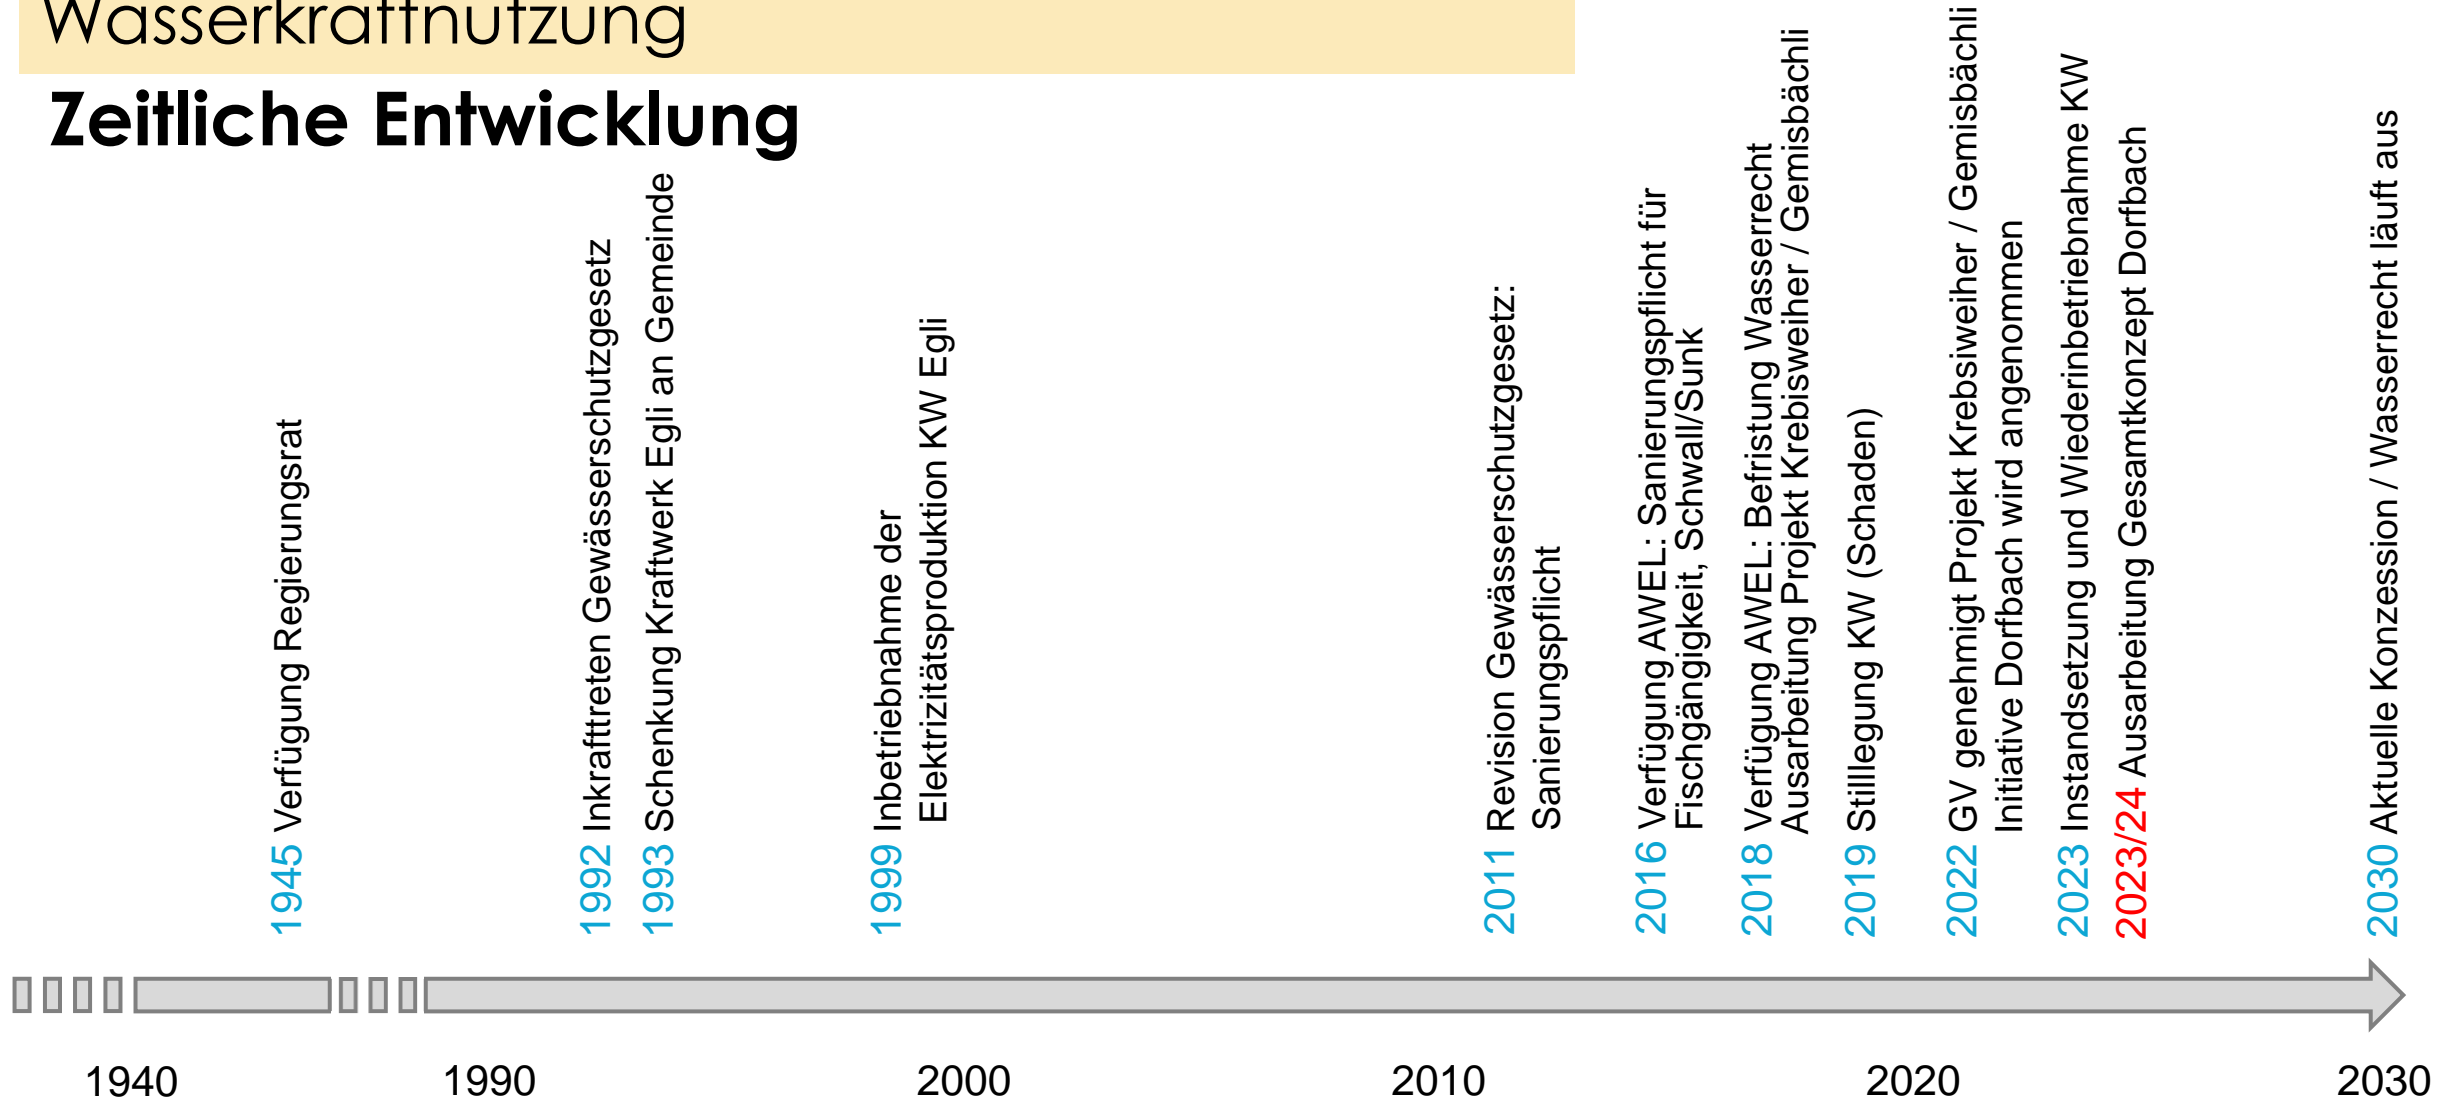 Wasserkraftnutzung
Zeitliche Entwicklung
1945 Verfügung Regierungsrat
1992 Inkrafttreten Gewässerschutzgesetz
1993 Schenkung Kraftwerk Egli an Gemeinde
1999 Inbetriebnahme der
Elektrizitätsproduktion KW Egli
2011 Revision Gewässerschutzgesetz:
Sanierungspflicht
2016 Verfügung AWEL: Sanierungspflicht für
Fischgängigkeit, Schwall/Sunk
2018 Verfügung AWEL: Befristung Wasserrecht
Ausarbeitung Projekt Krebisweiher / Gemisbächli
2019 Stilllegung KW (Schaden)
2022 GV genehmigt Projekt Krebsiweiher / Gemisbächli
Initiative Dorfbach wird angenommen
2023 Instandsetzung und Wiederinbetriebnahme KW
2023/24 Ausarbeitung Gesamtkonzept Dorfbach
2030 Aktuelle Konzession / Wasserrecht läuft aus
1940
1990
2000
2010
2020
2030